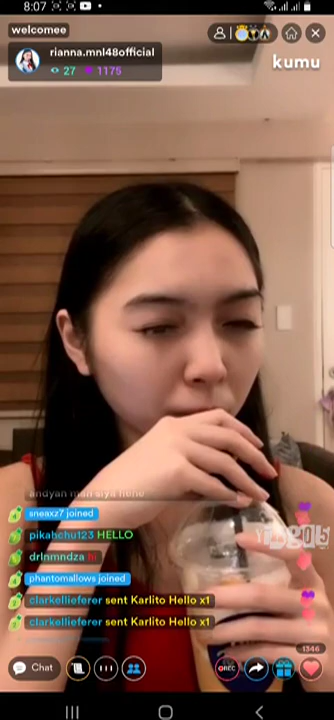 8:07
welcomee
rianna.mnl48official
27 1175
kumu
andyan man siya hehe
sneaxz7 joined
pikahchu123 HELLO
drlnmndza hi
phantomallows joined
clarkellieferer sent Karlito Hello x1
clarkellieferer sent Karlito Hello x1
1346
Chat
REC